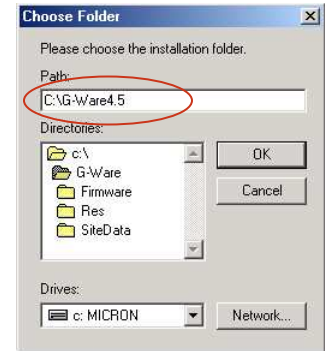 Choose Folder
Please choose the installation folder.
Path:
C:\G-Ware4.5
Directories:
c:\
G-Ware
Firmware
Res
SiteData
OK
Cancel
Drives:
c: MICRON
Network...